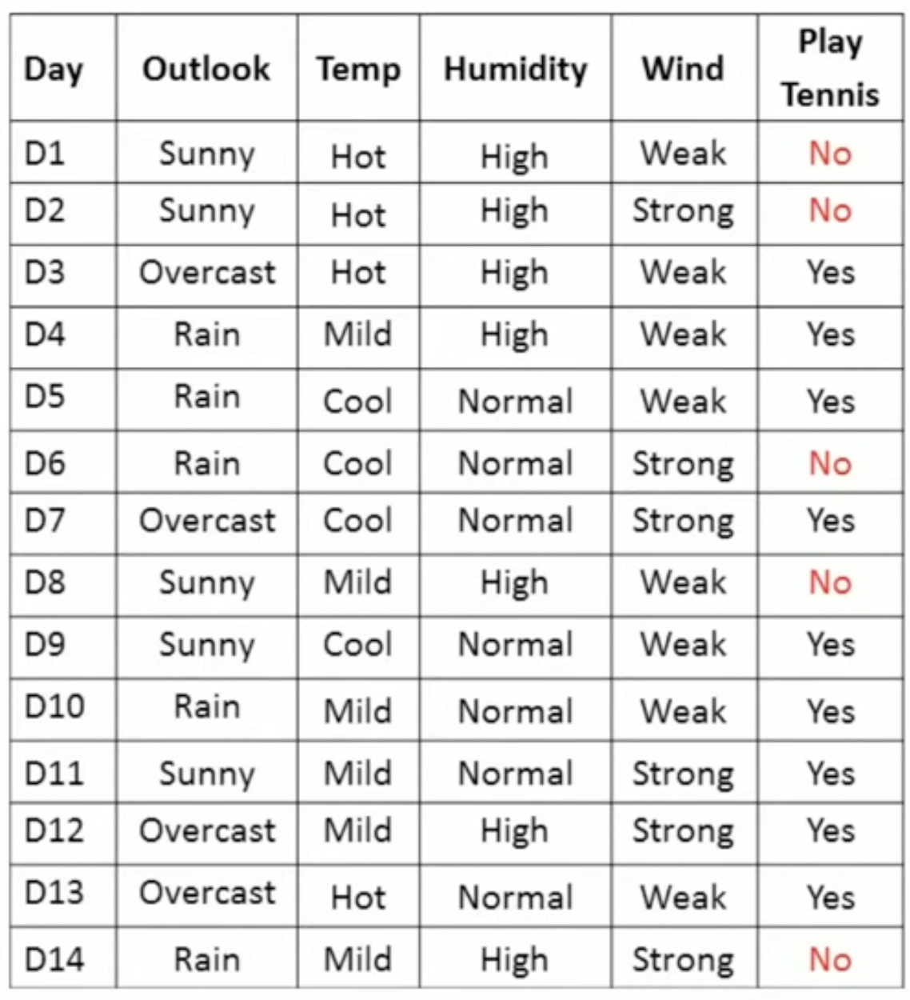 Day Outlook Temp Humidity Wind Play Tennis
D1 Sunny Hot High Weak No
D2 Sunny Hot High Strong No
D3 Overcast Hot High Weak Yes
D4 Rain Mild High Weak Yes
D5 Rain Cool Normal Weak Yes
D6 Rain Cool Normal Strong No
D7 Overcast Cool Normal Strong Yes
D8 Sunny Mild High Weak No
D9 Sunny Cool Normal Weak Yes
D10 Rain Mild Normal Weak Yes
D11 Sunny Mild Normal Strong Yes
D12 Overcast Mild High Strong Yes
D13 Overcast Hot Normal Weak Yes
D14 Rain Mild High Strong No